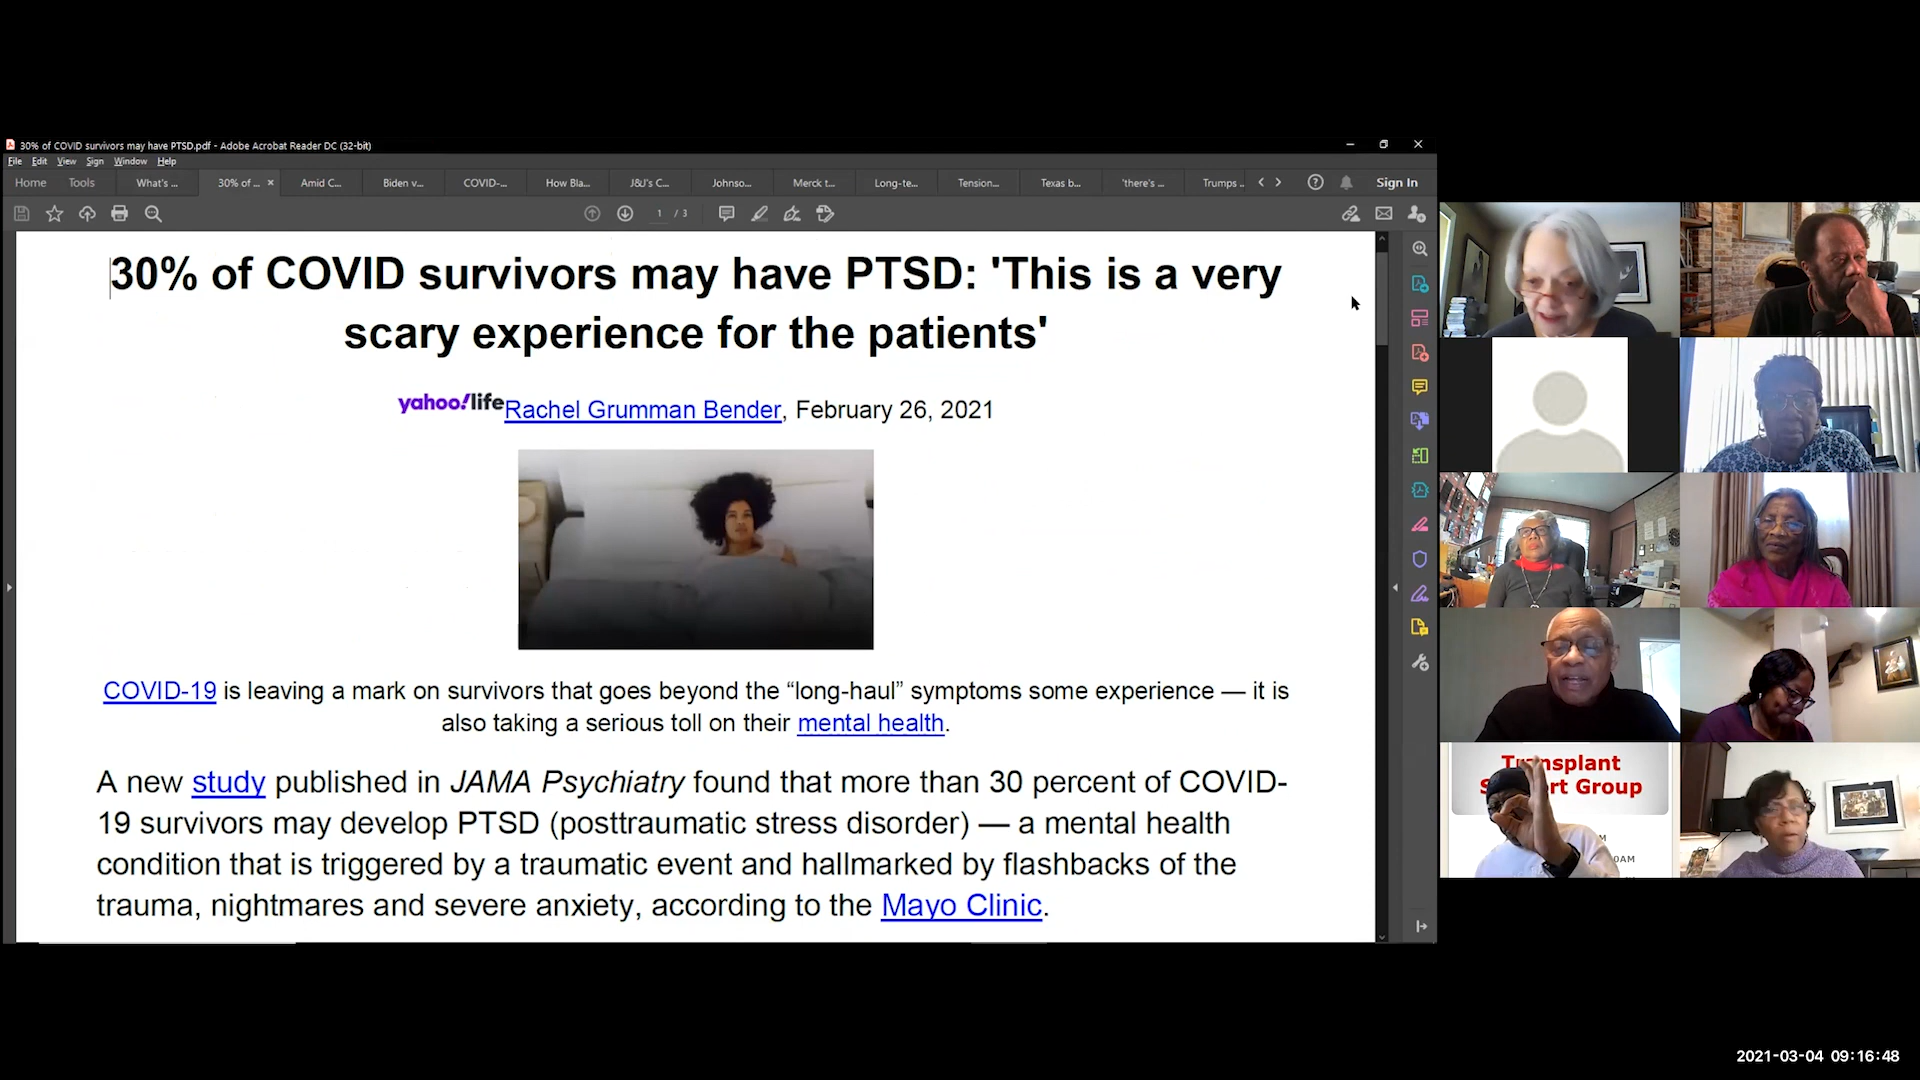 30% of COVID survivors may have PTSD.pdf - Adobe Acrobat Reader DC (32-bit)
File Edit View Sign Window Help
Home Tools What's ... 30% of ... × Amid C... Biden v... COVID-... How Bla... J&J's C... Johnso... Merck t... Long-te... Tension... Texas b... 'there's ... Trumps .. Sign In
1 / 3
30% of COVID survivors may have PTSD: 'This is a very
scary experience for the patients'
yahoo!life Rachel Grumman Bender, February 26, 2021
COVID-19 is leaving a mark on survivors that goes beyond the “long-haul” symptoms some experience — it is
also taking a serious toll on their mental health.
A new study published in JAMA Psychiatry found that more than 30 percent of COVID-
19 survivors may develop PTSD (posttraumatic stress disorder) — a mental health
condition that is triggered by a traumatic event and hallmarked by flashbacks of the
trauma, nightmares and severe anxiety, according to the Mayo Clinic.
Group
2021-03-04 09:16:48